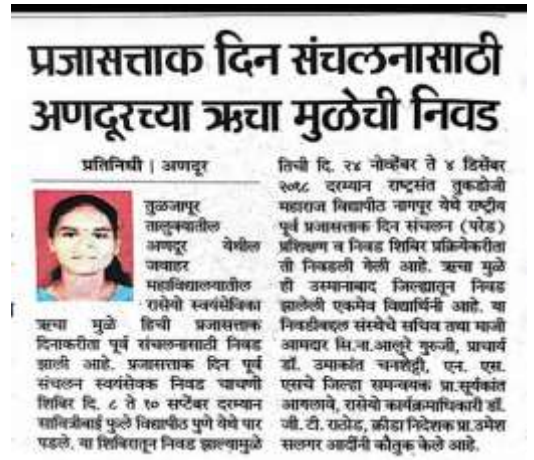 प्रजासत्ताक दिन संचलनासाठी
अणदूरच्या ऋचा मुळेची निवड
प्रतिनिधी | अणदूर
तुळजापूर
तालुक्यातील
अणदूर येथील
जवाहर
महाविद्यालयातील
रासेयो स्वयंसेविका
ऋचा मुळे हिची प्रजासत्ताक
दिनाकरीता पूर्व संचलनासाठी निवड
झाली आहे. प्रजासत्ताक दिन पूर्व
संचलन स्वयंसेवक निवड चाचणी
शिबिर दि. ८ ते १० सप्टेंबर दरम्यान
सावित्रीबाई फुले विद्यापीठ पुणे येथे पार
पडले. या शिबिरातून निवड झाल्यामुळे
तिची दि. २४ नोव्हेंबर ते ४ डिसेंबर
२०१८ दरम्यान राष्ट्रसंत तुकडोजी
महाराज विद्यापीठ नागपूर येथे राष्ट्रीय
पूर्व प्रजासत्ताक दिन संचलन (परेड)
प्रशिक्षण व निवड शिबिर प्रक्रियेकरीता
ती निवडली गेली आहे. ऋचा मुळे
ही उस्मानाबाद जिल्ह्यातून निवड
झालेली एकमेव विद्यार्थिनी आहे. या
निवडीबद्दल संस्थेचे सचिव तथा माजी
आमदार सि.ना.आलुरे गुरुजी, प्राचार्य
डॉ. उमाकांत चनशेट्टी, एन. एस.
एसचे जिल्हा समन्वयक प्रा.सूर्यकांत
आगलावे, रासेयो कार्यक्रमाधिकारी डॉ.
जी. टी. राठोड, क्रीडा निदेशक प्रा.उमेश
सलगर आदींनी कौतुक केले आहे.